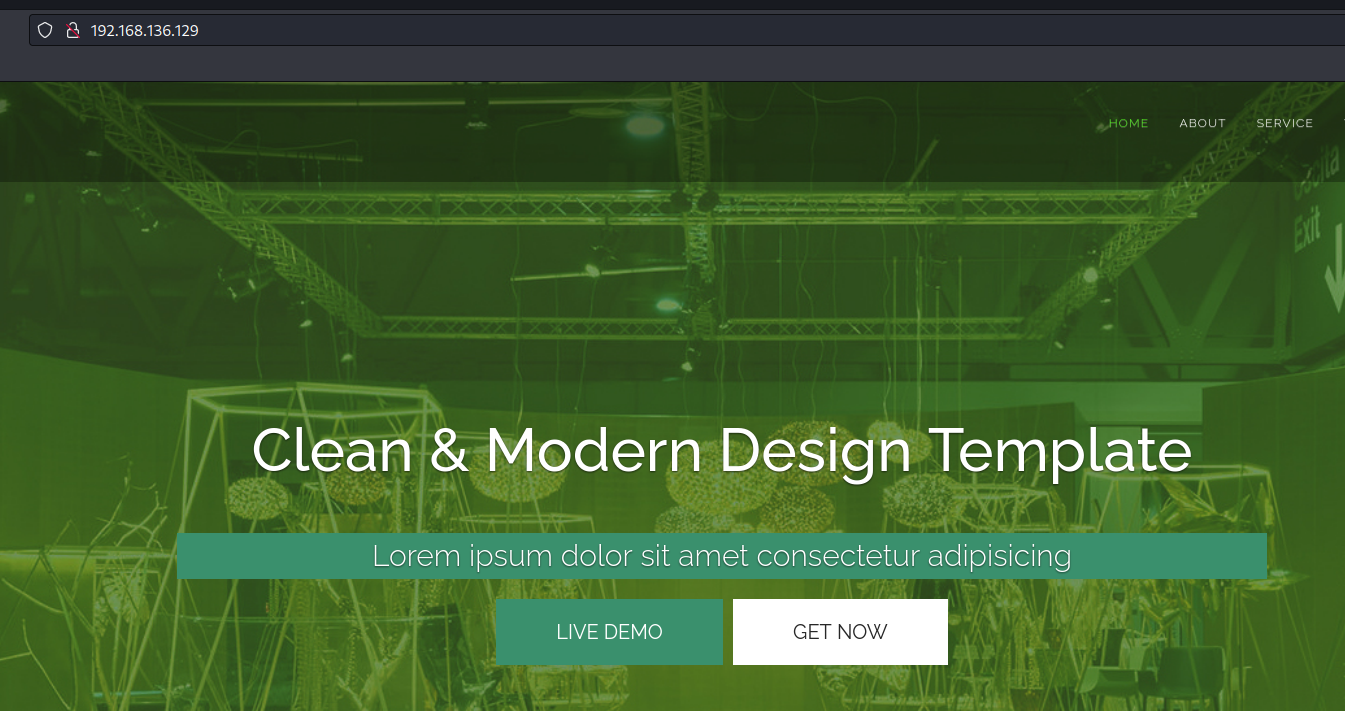 192.168.136.129
HOME ABOUT SERVICE
Exit
Clean & Modern Design Template
Lorem ipsum dolor sit amet consectetur adipisicing
LIVE DEMO GET NOW